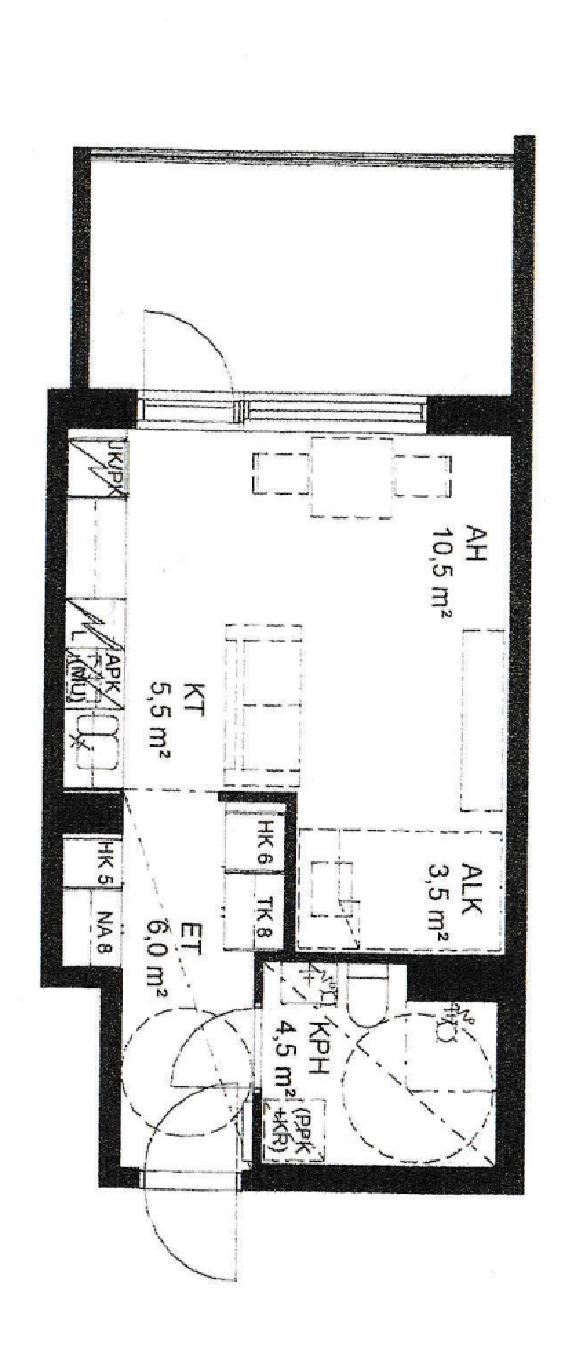 AH
10,5 m²
JK/PK
L
APK
(MU)
KT
5,5 m²
ALK
3,5 m²
HK 6
TK 8
HK 5
NA 8
ET
6,0 m²
KPH
4,5 m²
(PPK
+KR)